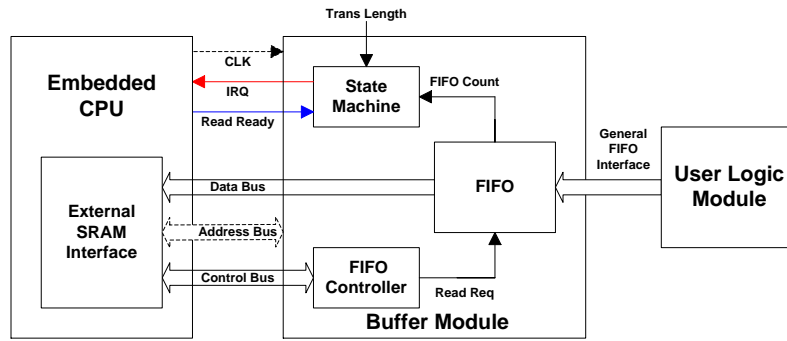 Trans Length
CLK
Embedded
CPU
State
Machine
FIFO Count
IRQ
Read Ready
General
FIFO
Interface
FIFO
User Logic
Module
Data Bus
External
SRAM
Interface
Address Bus
Control Bus
FIFO
Controller
Read Req
Buffer Module